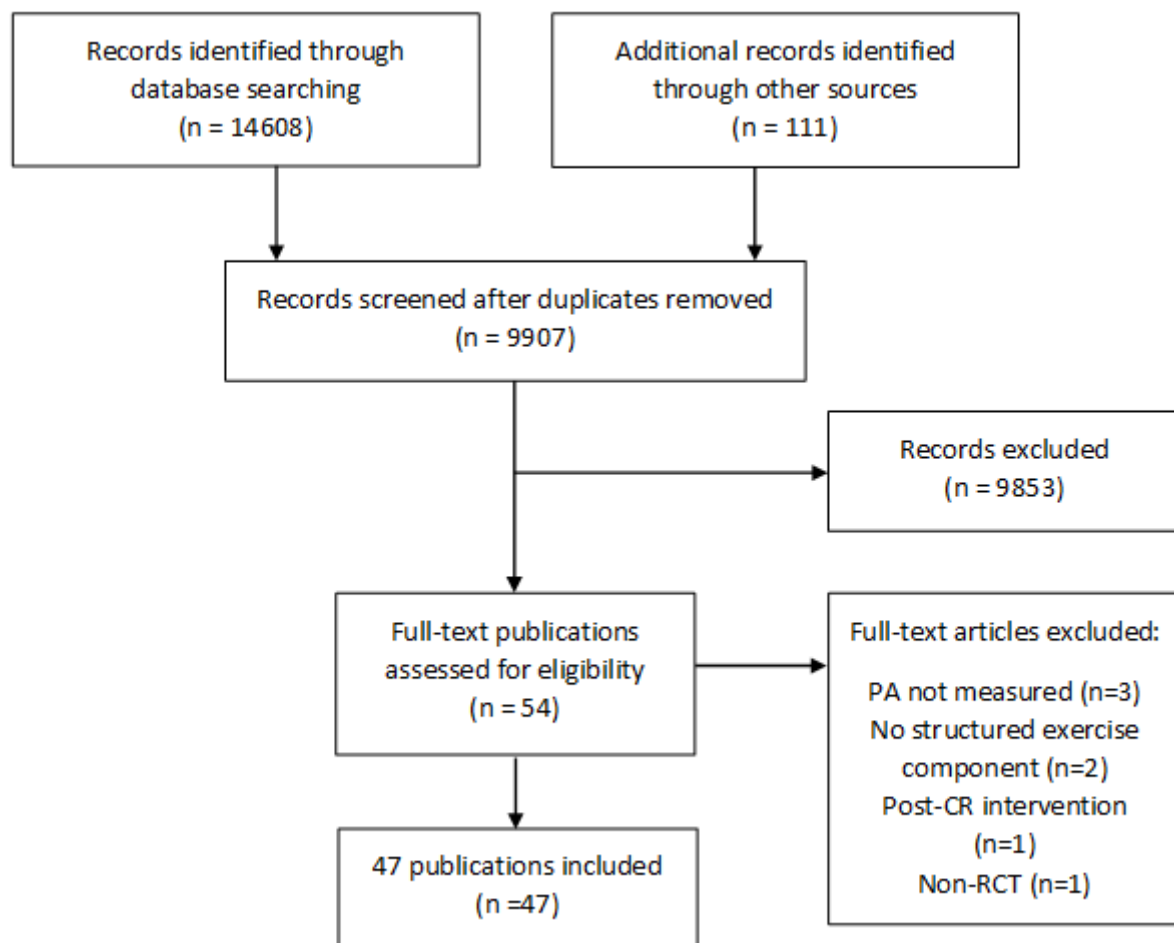 Records identified through
database searching
(n = 14608)
Additional records identified
through other sources
(n = 111)
Records screened after duplicates removed
(n = 9907)
Records excluded
(n = 9853)
Full-text publications
assessed for eligibility
(n = 54)
Full-text articles excluded:
PA not measured (n=3)
No structured exercise
component (n=2)
Post-CR intervention
(n=1)
Non-RCT (n=1)
47 publications included
(n =47)